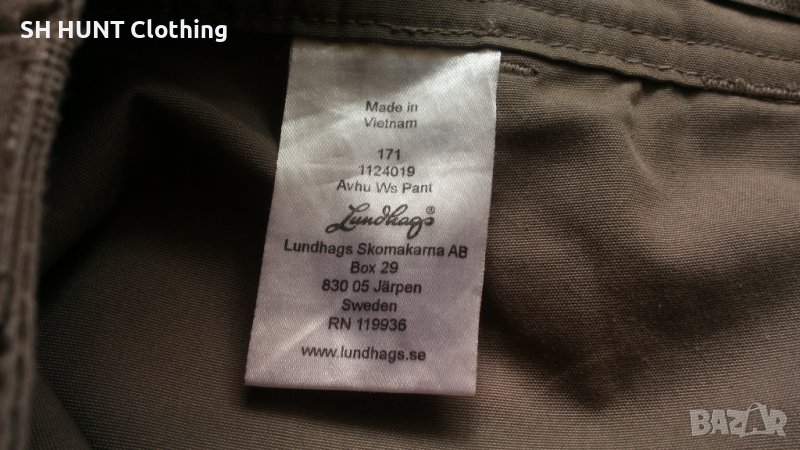 SH HUNT Clothing
Made in
Vietnam
171
1124019
Avhu Ws Pant
Lundhags®
Lundhags Skomakarna AB
Box 29
830 05 Järpen
Sweden
RN 119936
www.lundhags.se
BAZAR